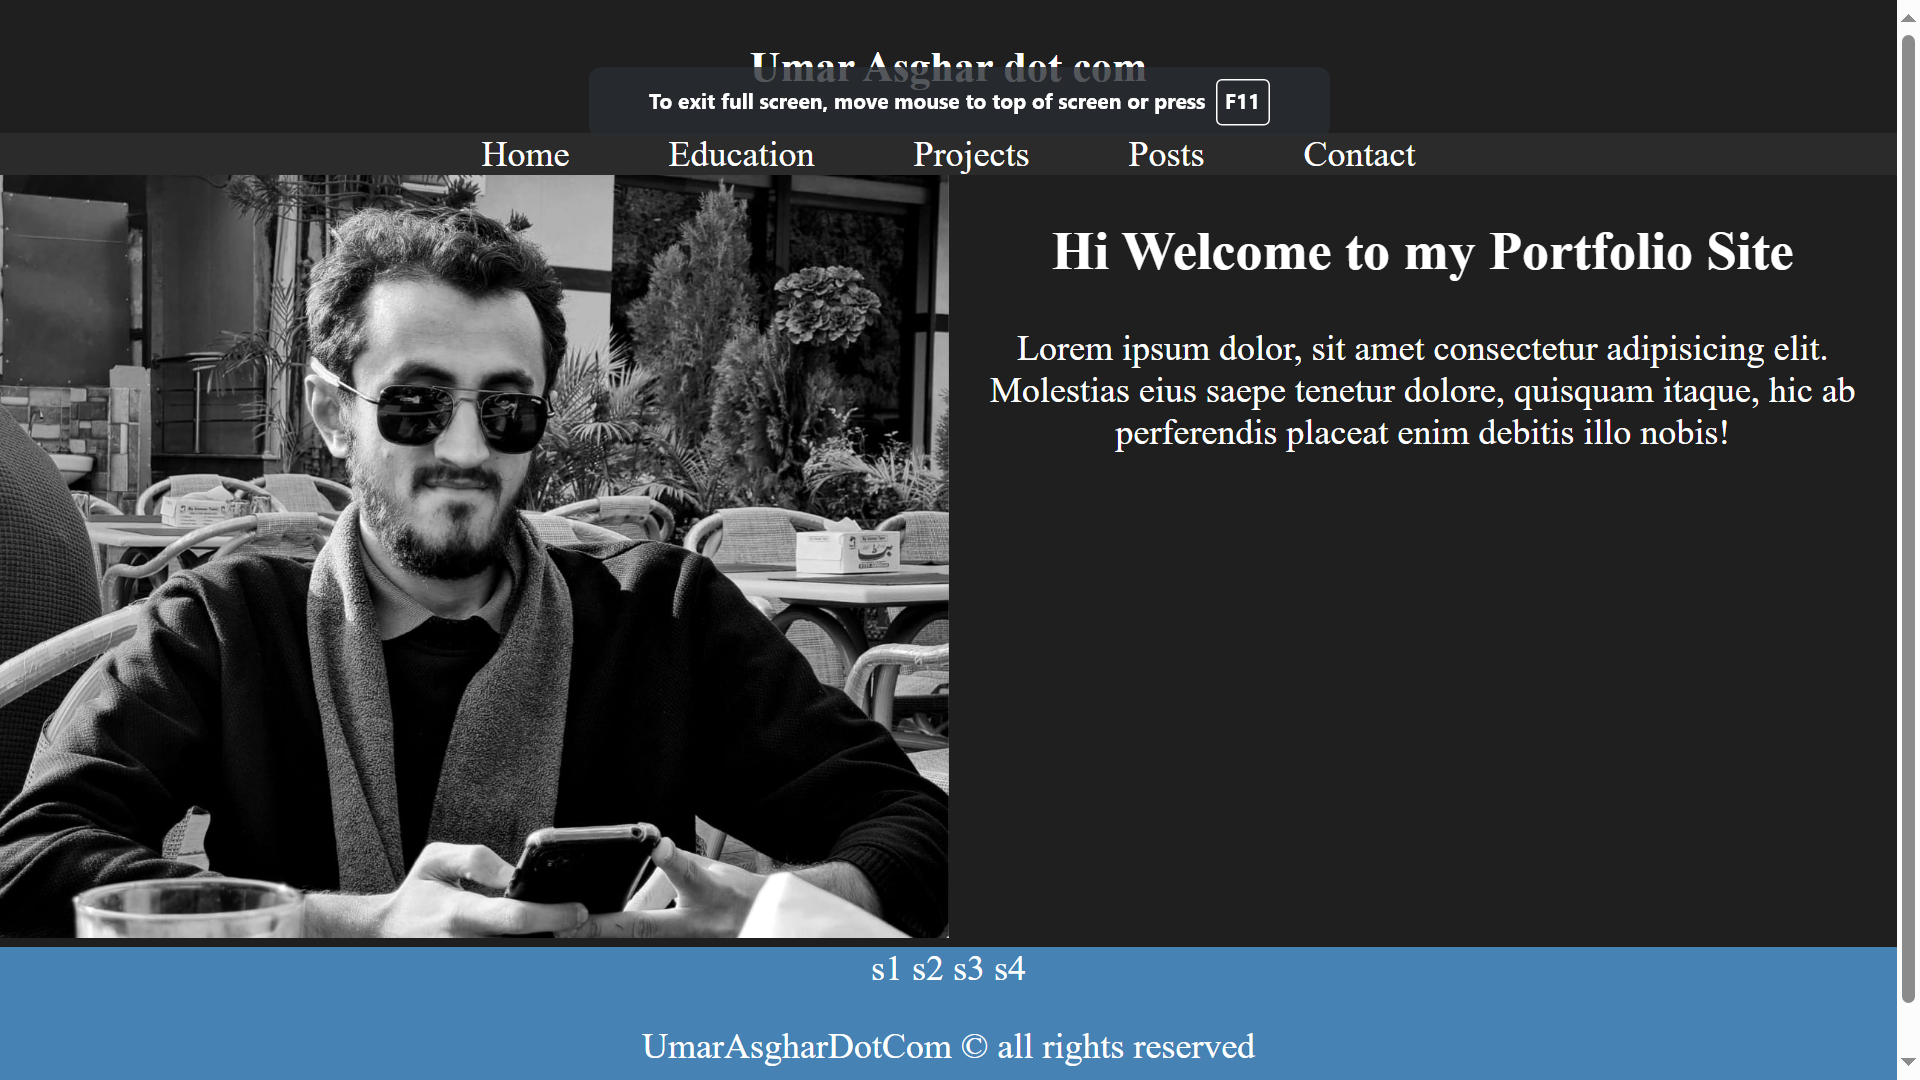 Umar Asghar dot com
To exit full screen, move mouse to top of screen or press F11
Home Education Projects Posts Contact
Hi Welcome to my Portfolio Site
Lorem ipsum dolor, sit amet consectetur adipisicing elit.
Molestias eius saepe tenetur dolore, quisquam itaque, hic ab
perferendis placeat enim debitis illo nobis!
s1 s2 s3 s4
UmarAsgharDotCom © all rights reserved